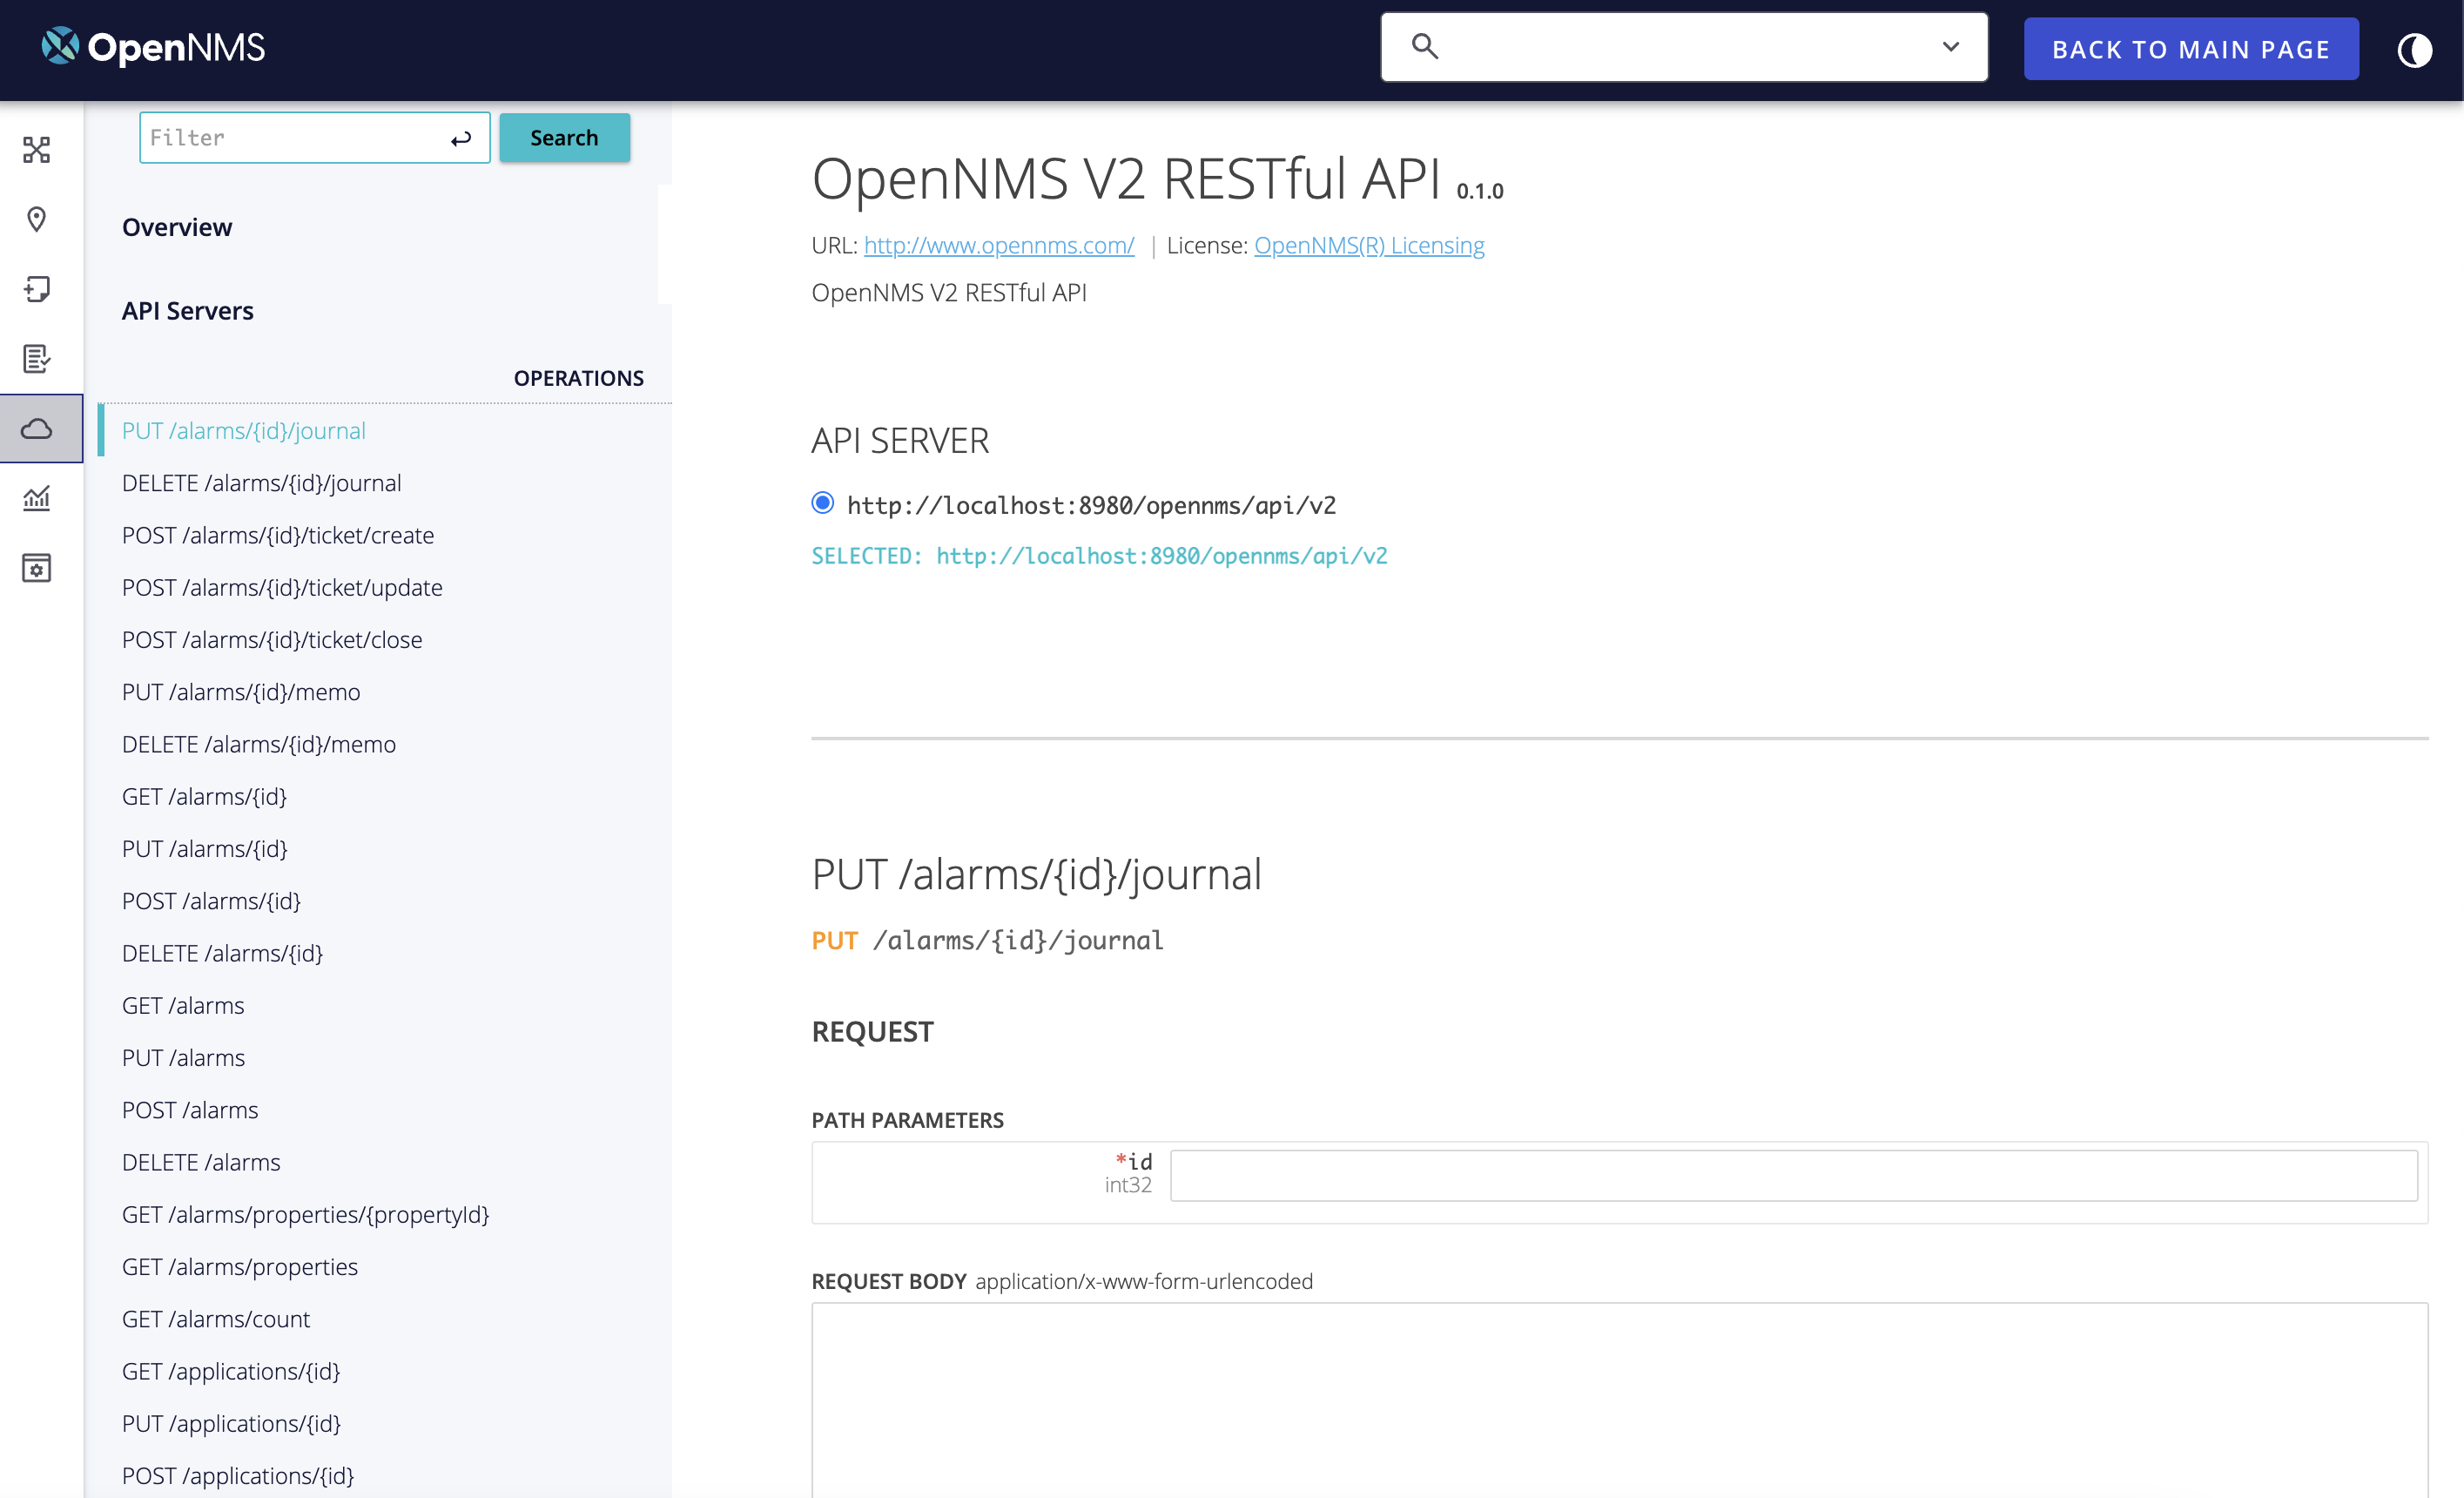 OpenNMS
BACK TO MAIN PAGE
Filter
Search
Overview
API Servers
OPERATIONS
PUT /alarms/{id}/journal
DELETE /alarms/{id}/journal
POST /alarms/{id}/ticket/create
POST /alarms/{id}/ticket/update
POST /alarms/{id}/ticket/close
PUT /alarms/{id}/memo
DELETE /alarms/{id}/memo
GET /alarms/{id}
PUT /alarms/{id}
POST /alarms/{id}
DELETE /alarms/{id}
GET /alarms
PUT /alarms
POST /alarms
DELETE /alarms
GET /alarms/properties/{propertyId}
GET /alarms/properties
GET /alarms/count
GET /applications/{id}
PUT /applications/{id}
POST /applications/{id}
OpenNMS V2 RESTful API 0.1.0
URL: http://www.opennms.com/ | License: OpenNMS(R) Licensing
OpenNMS V2 RESTful API
API SERVER
http://localhost:8980/opennms/api/v2
SELECTED: http://localhost:8980/opennms/api/v2
PUT /alarms/{id}/journal
PUT /alarms/{id}/journal
REQUEST
PATH PARAMETERS
*id
int32
REQUEST BODY application/x-www-form-urlencoded